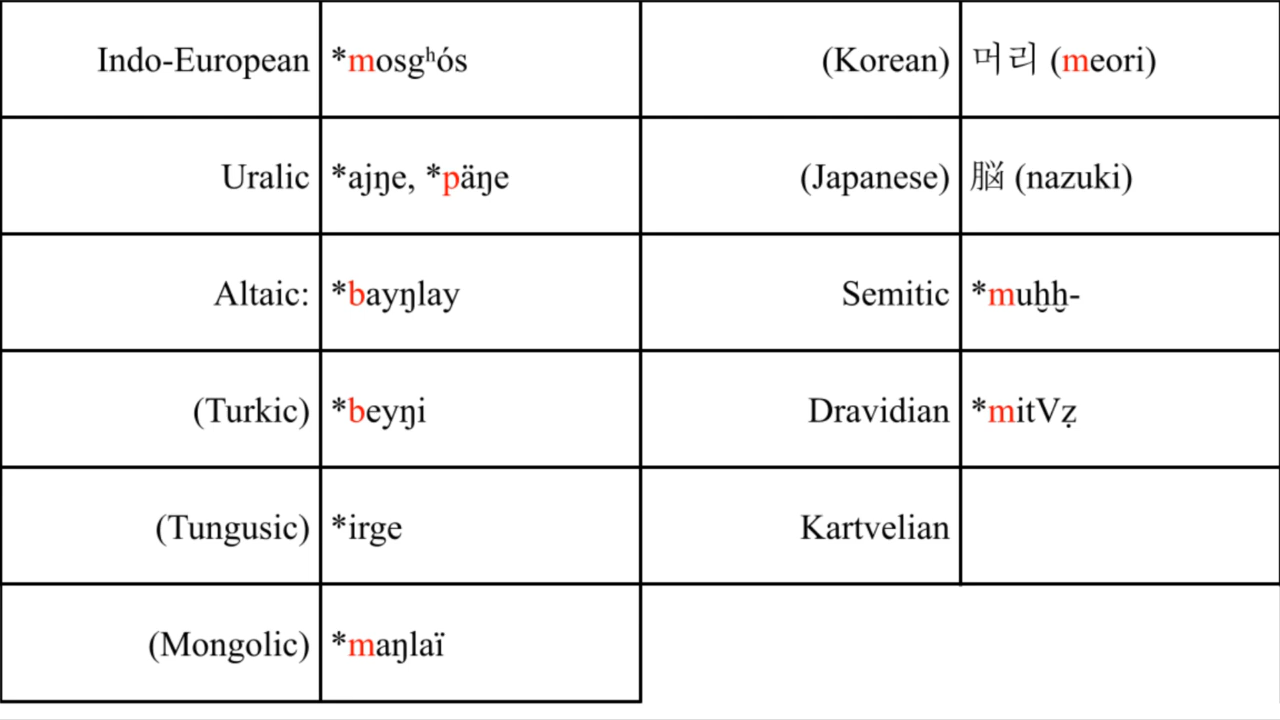 Indo-European *mosgʰós (Korean) 머리 (meori)
Uralic *ajŋe, *päŋe (Japanese) 脳 (nazuki)
Altaic: *bayŋlay Semitic *muḫḫ-
(Turkic) *beyŋi Dravidian *mitVẓ
(Tungusic) *irge Kartvelian
(Mongolic) *maŋlaï